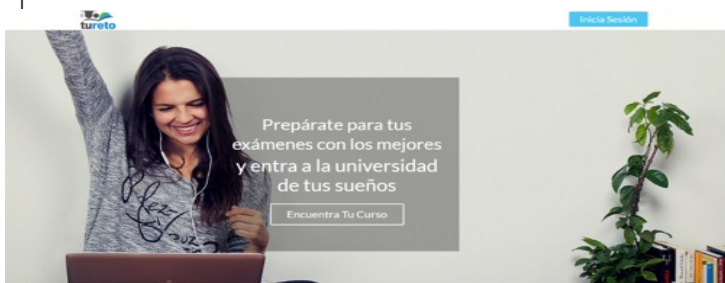 tureto
Inicia Sesión
Prepárate para tus
exámenes con los mejores
y entra a la universidad
de tus sueños
Encuentra Tu Curso